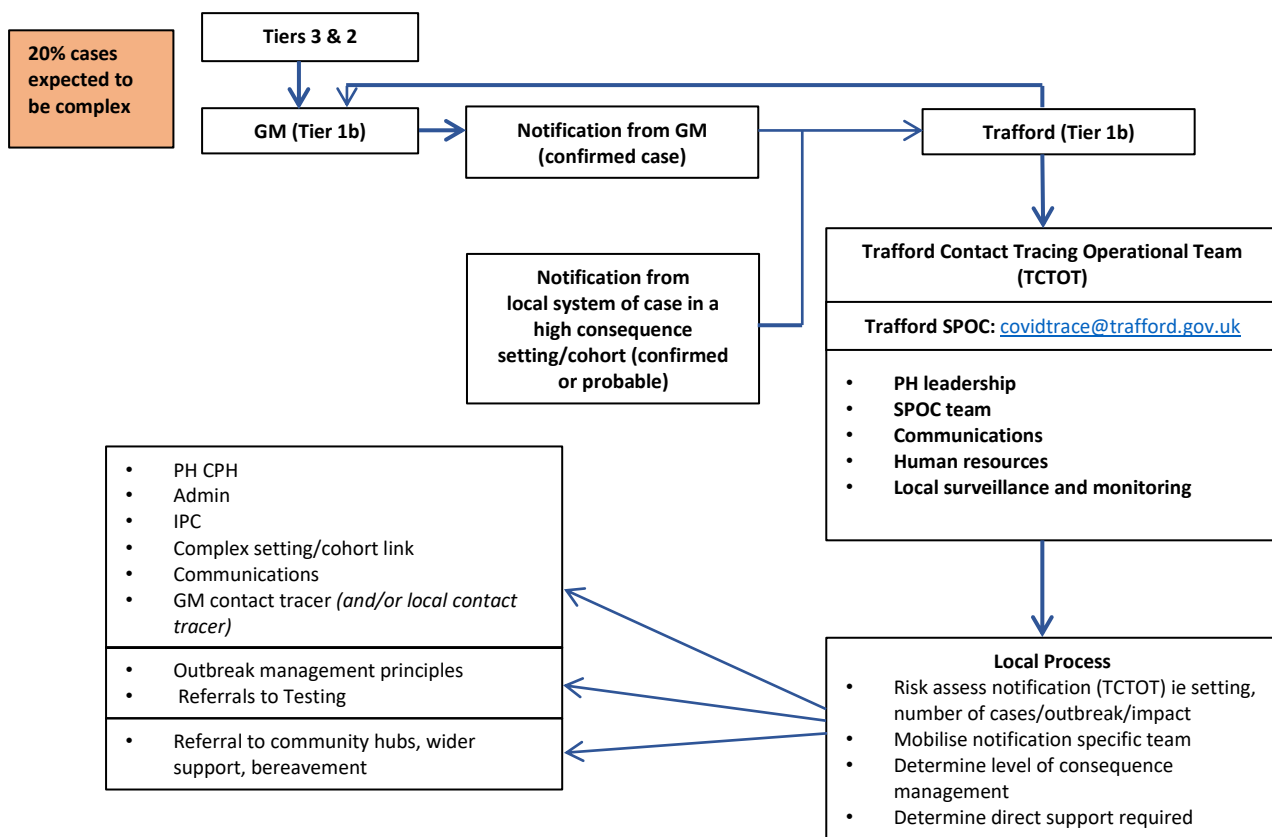 20% cases
expected to
be complex
Tiers 3 & 2
GM (Tier 1b)
Notification from GM
(confirmed case)
Trafford (Tier 1b)
Notification from
local system of case in a
high consequence
setting/cohort (confirmed
or probable)
Trafford Contact Tracing Operational Team
(TCTOT)
Trafford SPOC: covidtrace@trafford.gov.uk
• PH leadership
• SPOC team
• Communications
• Human resources
• Local surveillance and monitoring
• PH CPH
• Admin
• IPC
• Complex setting/cohort link
• Communications
• GM contact tracer (and/or local contact
tracer)
• Outbreak management principles
• Referrals to Testing
• Referral to community hubs, wider
support, bereavement
Local Process
• Risk assess notification (TCTOT) ie setting,
number of cases/outbreak/impact
• Mobilise notification specific team
• Determine level of consequence
management
• Determine direct support required